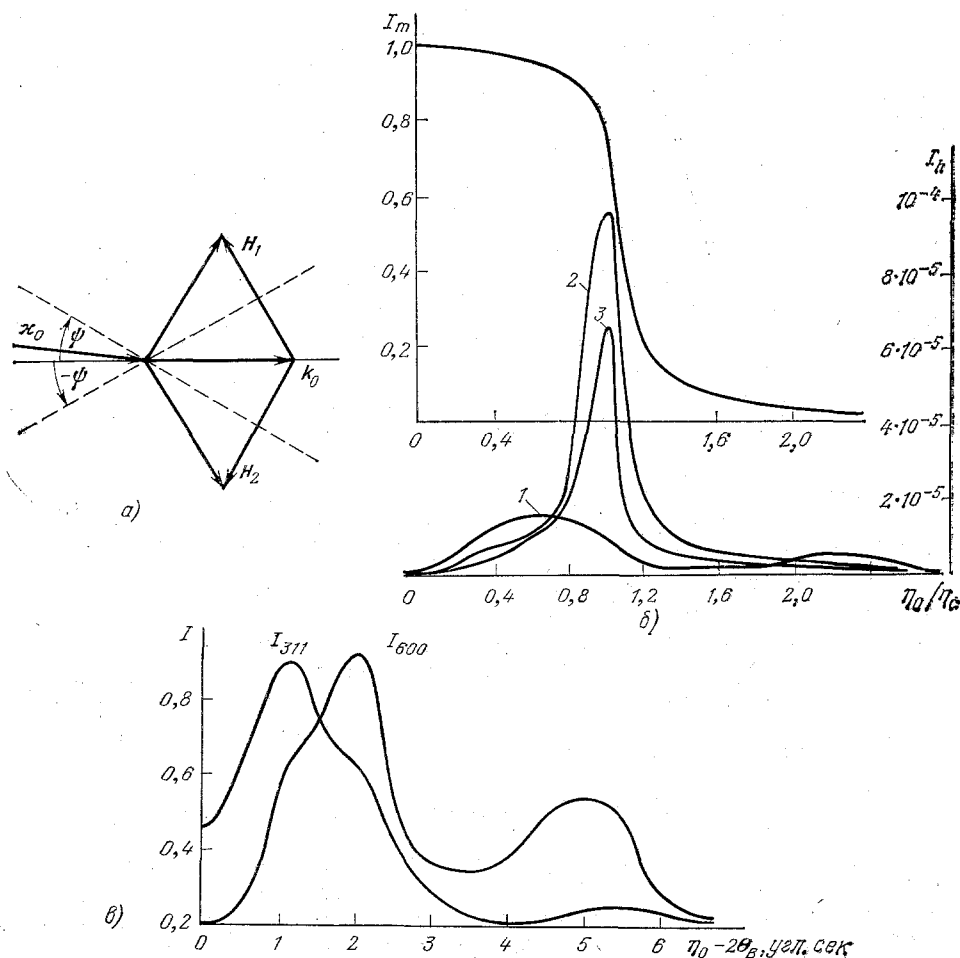 I_m
1,0
0,8
0,6
0,4
0,2
0 0,4 1,6 2,0
I_h
10^-4
8·10^-5
6·10^-5
4·10^-5
2·10^-5
2
3
1
0 0,4 0,8 1,2 1,6 2,0 η_0/η_c
б)
H_1
ϰ_0
ψ
-ψ
k_0
H_2
а)
I I_311 I_600
0,8
0,6
0,4
0,2
в)
0 1 2 3 4 5 6 η_0-2θ_B, угл. сек